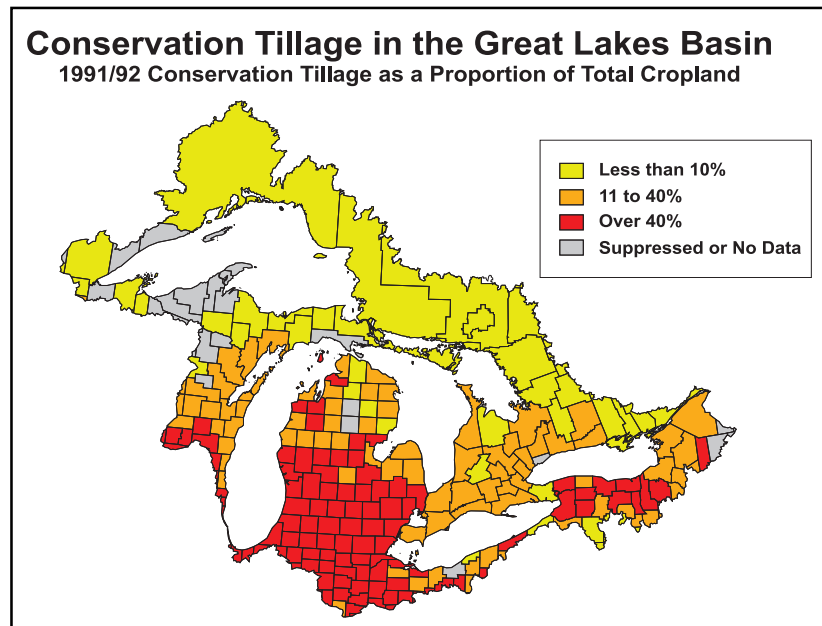 Conservation Tillage in the Great Lakes Basin
1991/92 Conservation Tillage as a Proportion of Total Cropland
Less than 10%
11 to 40%
Over 40%
Suppressed or No Data